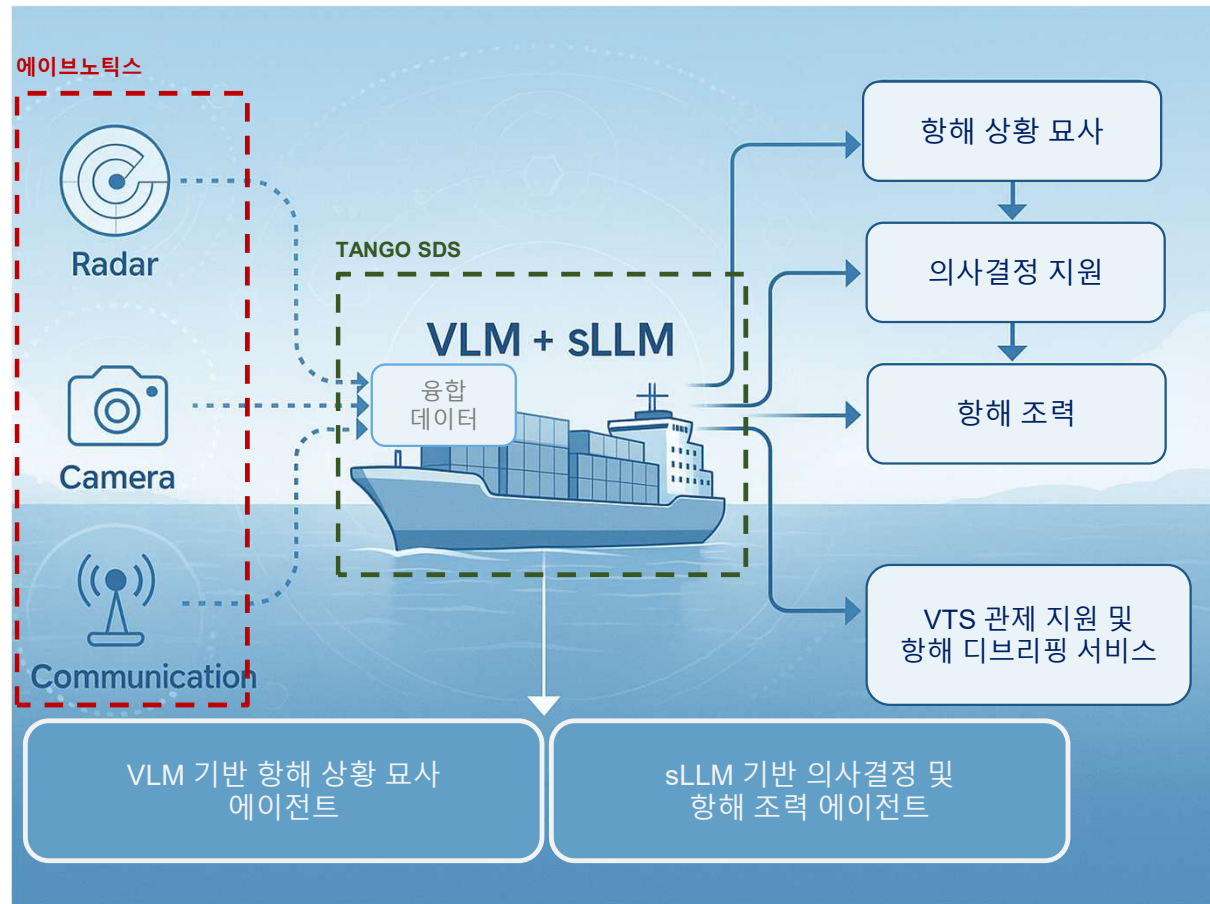 에이브노틱스
Radar
Camera
Communication
TANGO SDS
VLM + sLLM
융합
데이터
항해 상황 묘사
의사결정 지원
항해 조력
VTS 관제 지원 및
항해 디브리핑 서비스
VLM 기반 항해 상황 묘사
에이전트
sLLM 기반 의사결정 및
항해 조력 에이전트